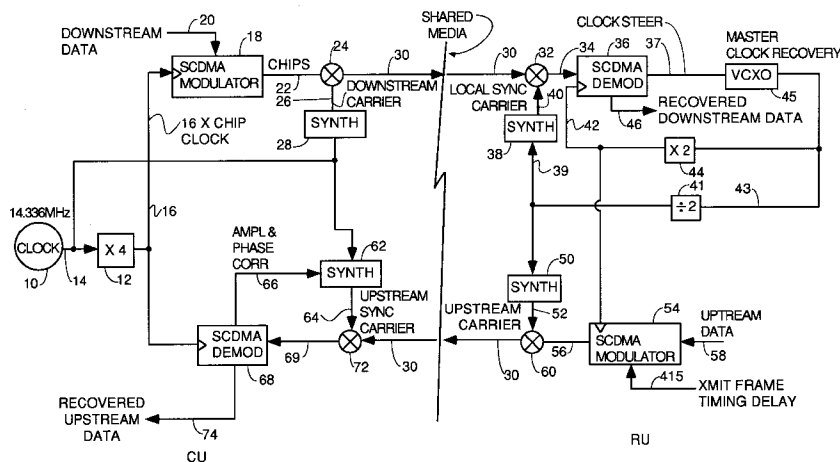 DOWNSTREAM
DATA
20
18
SCDMA
MODULATOR
CHIPS
22
24
26
DOWNSTREAM
CARRIER
30
SHARED
MEDIA
30
32
34
LOCAL SYNC
CARRIER
40
CLOCK STEER
36
37
SCDMA
DEMOD
MASTER
CLOCK RECOVERY
VCXO
45
46
RECOVERED
DOWNSTREAM DATA
42
16 X CHIP
CLOCK
SYNTH
28
SYNTH
38
39
X 2
44
41
÷2
43
14.336MHz
CLOCK
10
14
X 4
12
16
AMPL &
PHASE
CORR
66
62
SYNTH
64
UPSTREAM
SYNC
CARRIER
50
SYNTH
52
UPSTREAM
CARRIER
54
SCDMA
MODULATOR
UPTREAM
DATA
58
SCDMA
DEMOD
68
69
72
30
30
60
56
415
XMIT FRAME
TIMING DELAY
RECOVERED
UPSTREAM
DATA
74
CU
RU